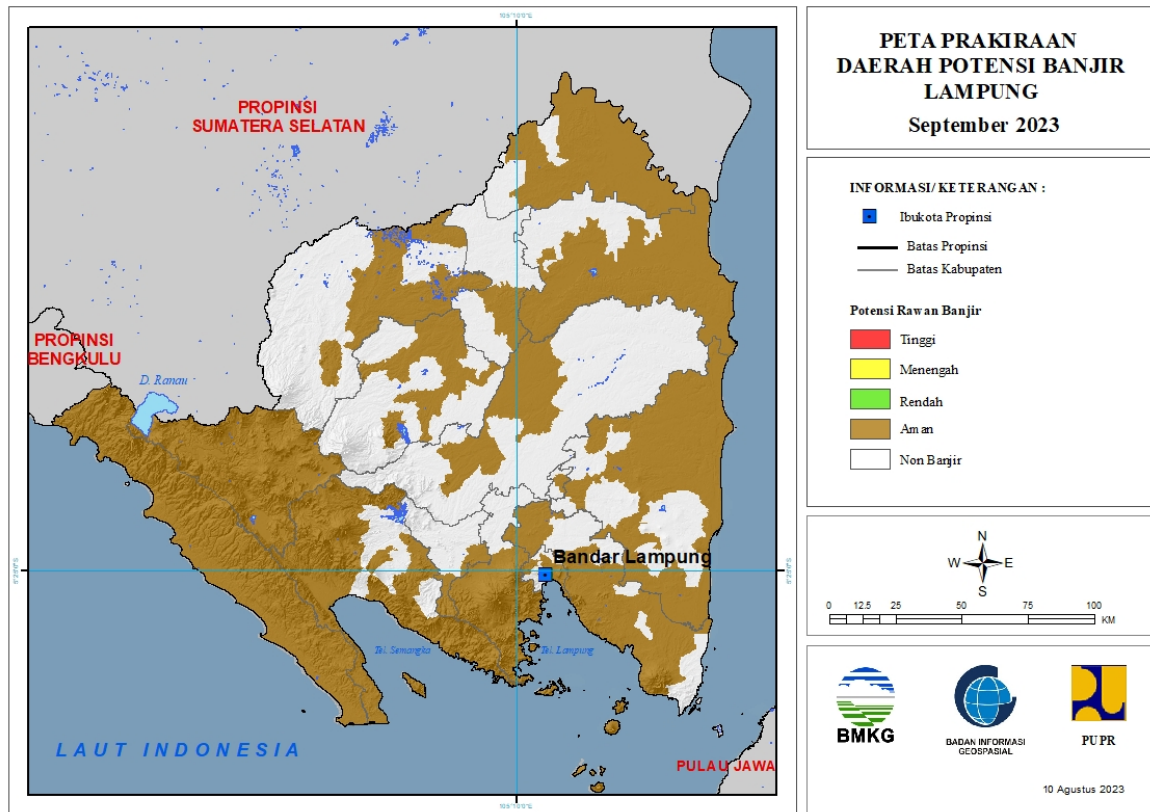 105°10'0"E
PROPINSI
SUMATERA SELATAN
PROPINSI
BENGKULU
D. Ranau
Bandar Lampung
Tel. Semangka
Tel. Lampung
LAUT INDONESIA
PULAU JAWA
PETA PRAKIRAAN
DAERAH POTENSI BANJIR
LAMPUNG
September 2023
INFORMASI/KETERANGAN :
Ibukota Propinsi
Batas Propinsi
Batas Kabupaten
Potensi Rawan Banjir
Tinggi
Menengah
Rendah
Aman
Non Banjir
N
W E
S
0 12.5 25 50 75 100
KM
BMKG
BADAN INFORMASI
GEOSPASIAL
PUPR
10 Agustus 2023